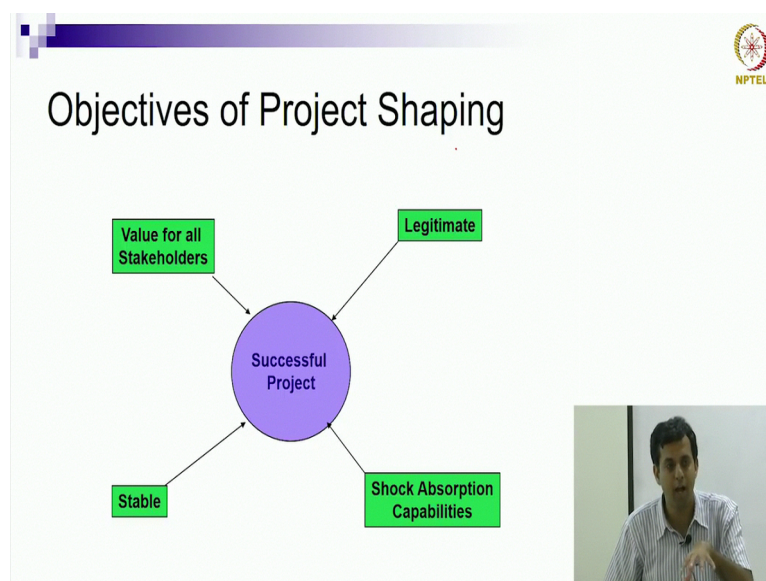 NPTEL
Objectives of Project Shaping
Value for all
Stakeholders
Legitimate
Successful
Project
Stable
Shock Absorption
Capabilities